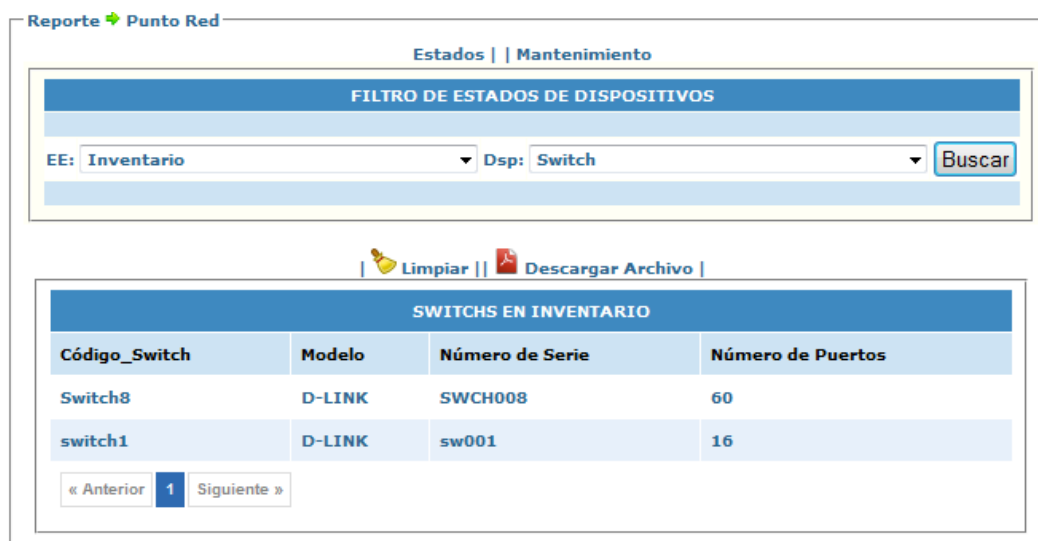 Reporte Punto Red
Estados | | Mantenimiento
FILTRO DE ESTADOS DE DISPOSITIVOS
EE: Inventario Dsp: Switch Buscar
| Limpiar || Descargar Archivo |
SWITCHS EN INVENTARIO
Código_Switch Modelo Número de Serie Número de Puertos
Switch8 D-LINK SWCH008 60
switch1 D-LINK sw001 16
« Anterior 1 Siguiente »